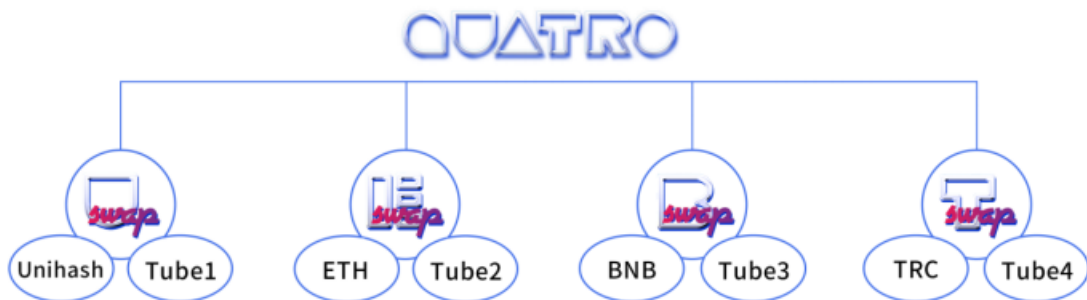 QUATRO
U swap E swap B swap T swap
Unihash Tube1 ETH Tube2 BNB Tube3 TRC Tube4